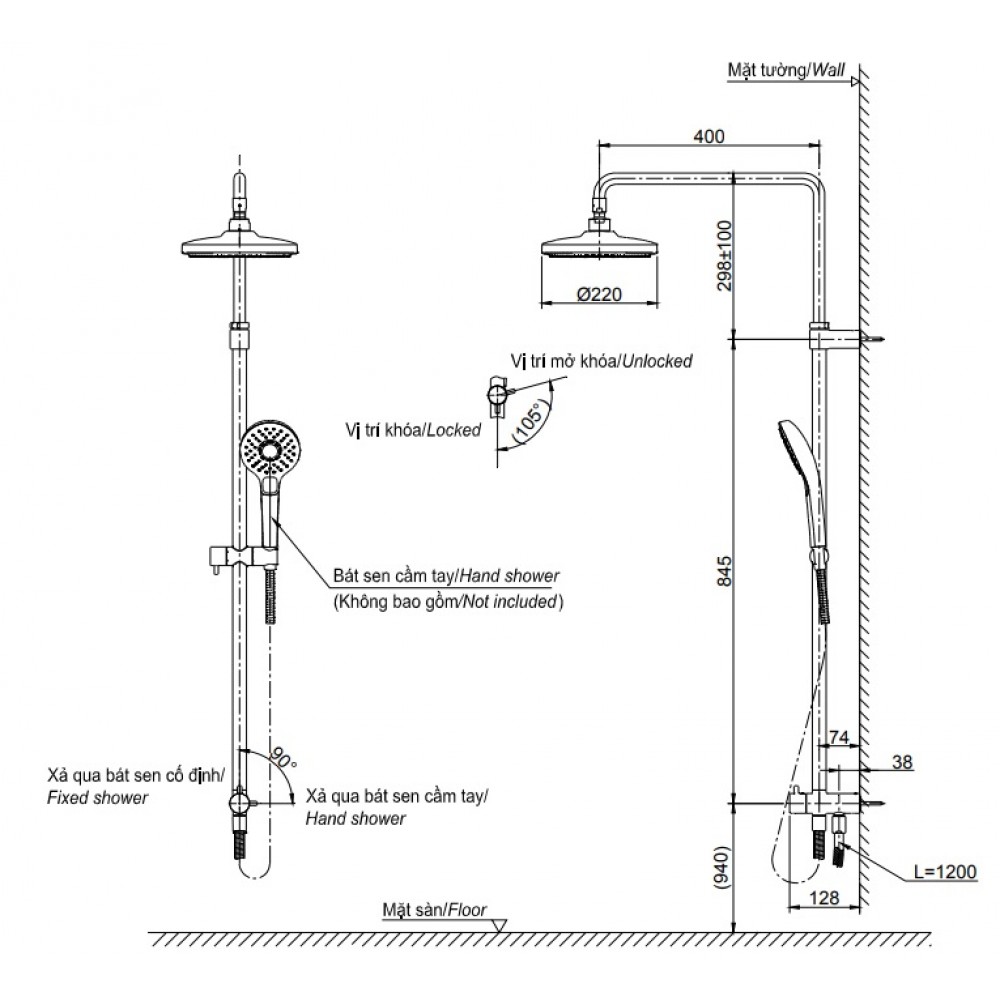 Mặt tường/Wall
400
298±100
Ø220
Vị trí mở khóa/Unlocked
(105°)
Vị trí khóa/Locked
Bát sen cầm tay/Hand shower
(Không bao gồm/Not included)
845
74
38
90°
Xả qua bát sen cố định/
Fixed shower
Xả qua bát sen cầm tay/
Hand shower
(940)
L=1200
128
Mặt sàn/Floor